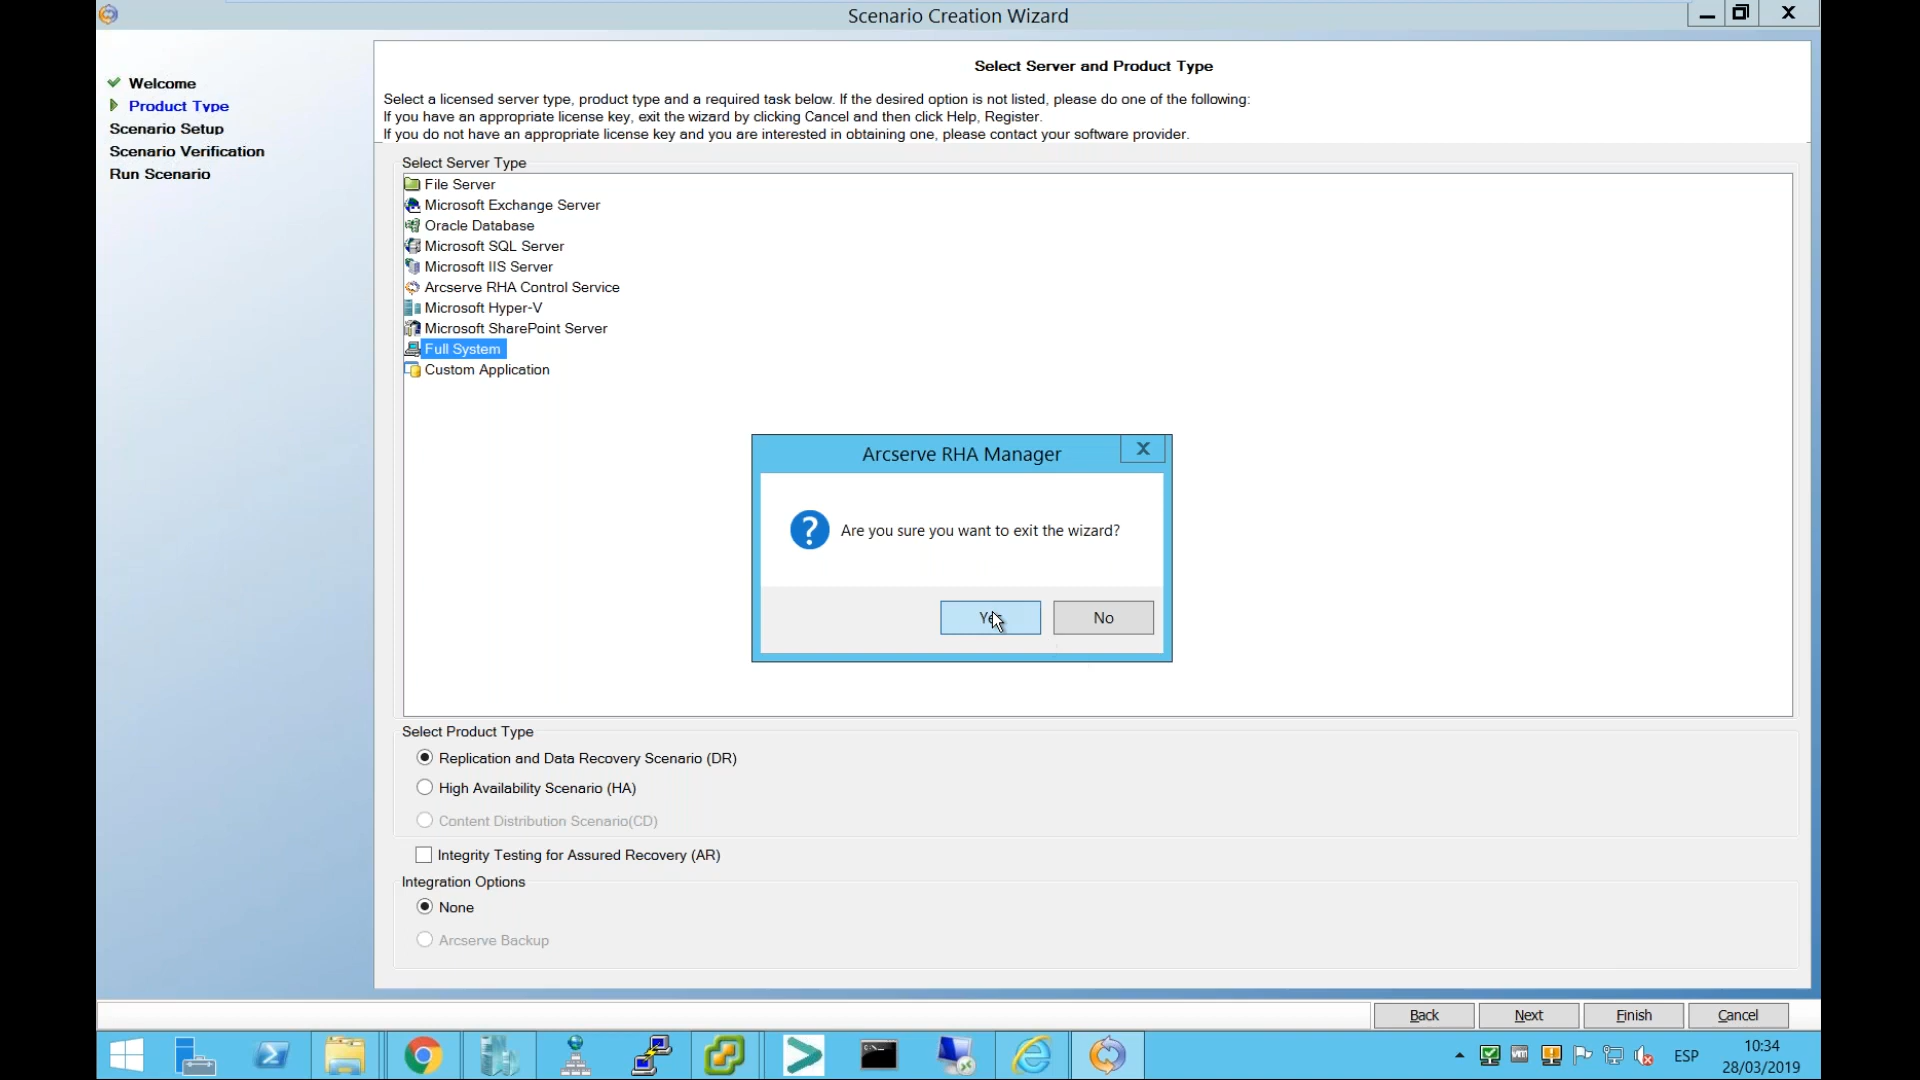 Scenario Creation Wizard
X
Welcome
Product Type
Scenario Setup
Scenario Verification
Run Scenario
Select Server and Product Type
Select a licensed server type, product type and a required task below. If the desired option is not listed, please do one of the following:
If you have an appropriate license key, exit the wizard by clicking Cancel and then click Help, Register.
If you do not have an appropriate license key and you are interested in obtaining one, please contact your software provider.
Select Server Type
File Server
Microsoft Exchange Server
Oracle Database
Microsoft SQL Server
Microsoft IIS Server
Arcserve RHA Control Service
Microsoft Hyper-V
Microsoft SharePoint Server
Full System
Custom Application
Arcserve RHA Manager
X
Are you sure you want to exit the wizard?
Yes
No
Select Product Type
Replication and Data Recovery Scenario (DR)
High Availability Scenario (HA)
Content Distribution Scenario(CD)
Integrity Testing for Assured Recovery (AR)
Integration Options
None
Arcserve Backup
Back
Next
Finish
Cancel
vm
ESP
10:34
28/03/2019